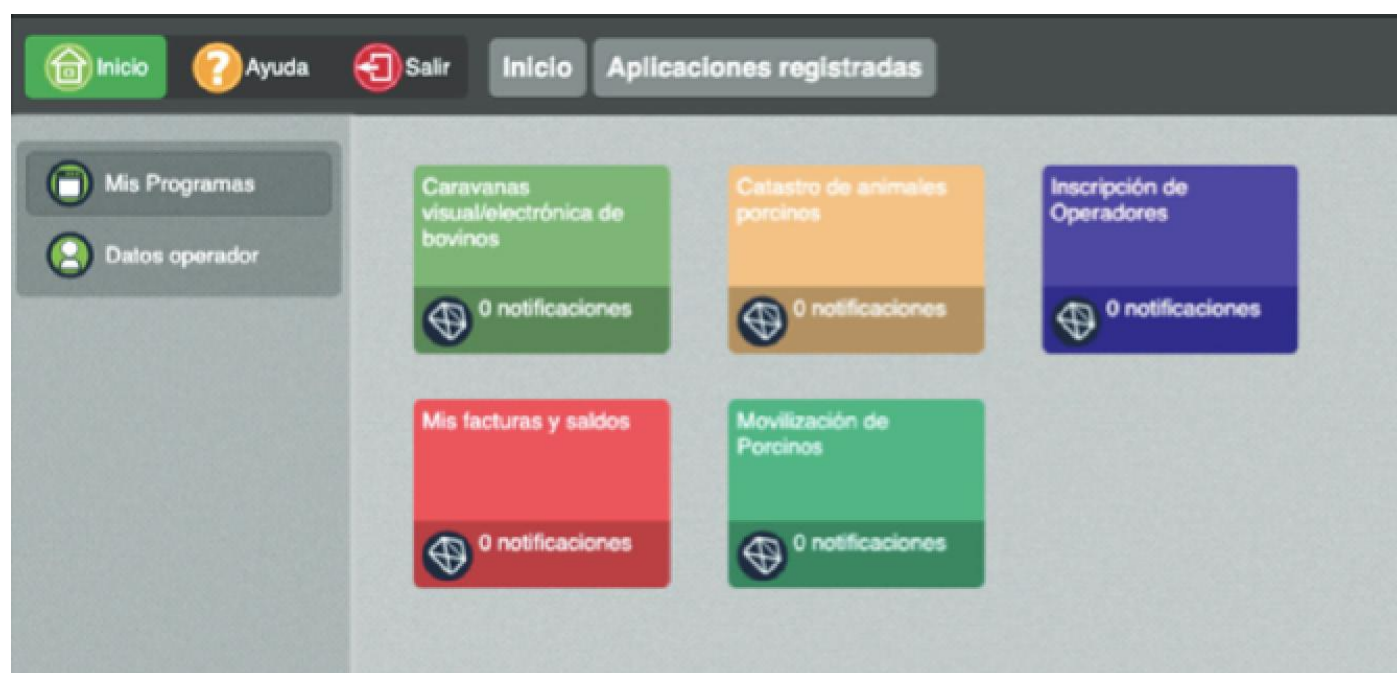 Inicio
Ayuda
Salir
Inicio
Aplicaciones registradas
Mis Programas
Datos operador
Caravanas
visual/electrónica de
bovinos
0 notificaciones
Catastro de animales
porcinos
0 notificaciones
Inscripción de
Operadores
0 notificaciones
Mis facturas y saldos
0 notificaciones
Movilización de
Porcinos
0 notificaciones